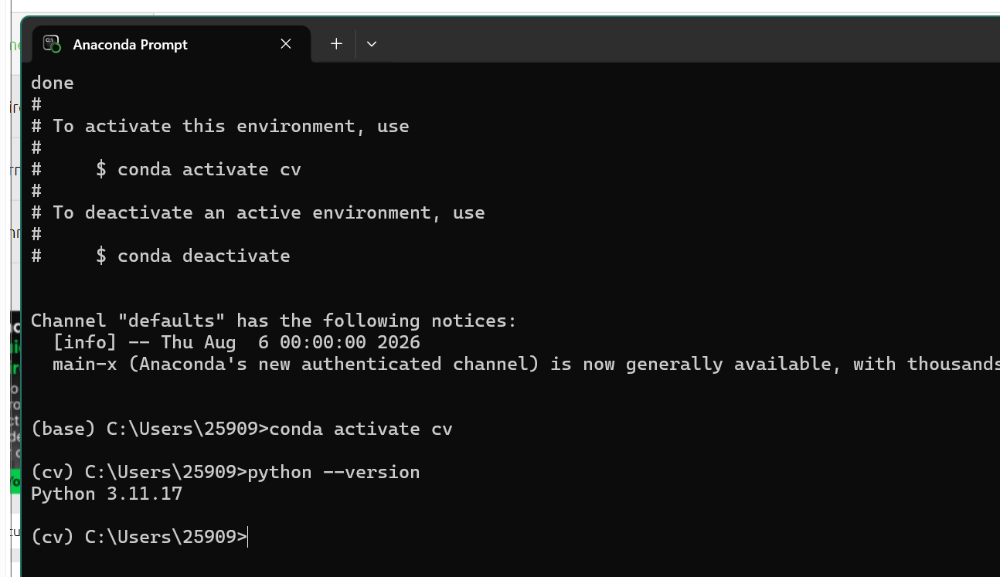 Anaconda Prompt
done
#
# To activate this environment, use
#
#     $ conda activate cv
#
# To deactivate an active environment, use
#
#     $ conda deactivate
Channel "defaults" has the following notices:
  [info] -- Thu Aug  6 00:00:00 2026
  main-x (Anaconda's new authenticated channel) is now generally available, with thousands
(base) C:\Users\25909>conda activate cv
(cv) C:\Users\25909>python --version
Python 3.11.17
(cv) C:\Users\25909>